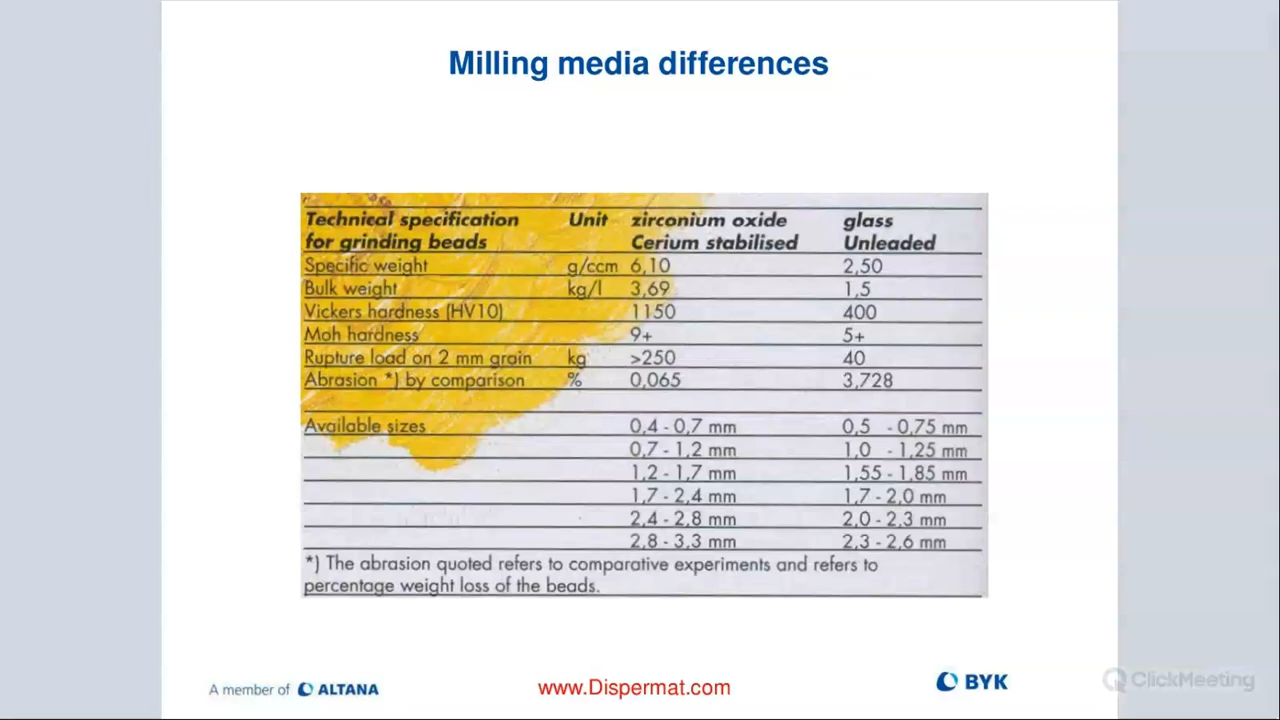 Milling media differences
Technical specification Unit zirconium oxide glass
for grinding beads Cerium stabilised Unleaded
Specific weight g/ccm 6,10 2,50
Bulk weight kg/l 3,69 1,5
Vickers hardness (HV10) 1150 400
Moh hardness 9+ 5+
Rupture load on 2 mm grain kg >250 40
Abrasion *) by comparison % 0,065 3,728
Available sizes 0,4 - 0,7 mm 0,5 - 0,75 mm
0,7 - 1,2 mm 1,0 - 1,25 mm
1,2 - 1,7 mm 1,55 - 1,85 mm
1,7 - 2,4 mm 1,7 - 2,0 mm
2,4 - 2,8 mm 2,0 - 2,3 mm
2,8 - 3,3 mm 2,3 - 2,6 mm
*) The abrasion quoted refers to comparative experiments and refers to
percentage weight loss of the beads.
A member of ALTANA www.Dispermat.com BYK ClickMeeting